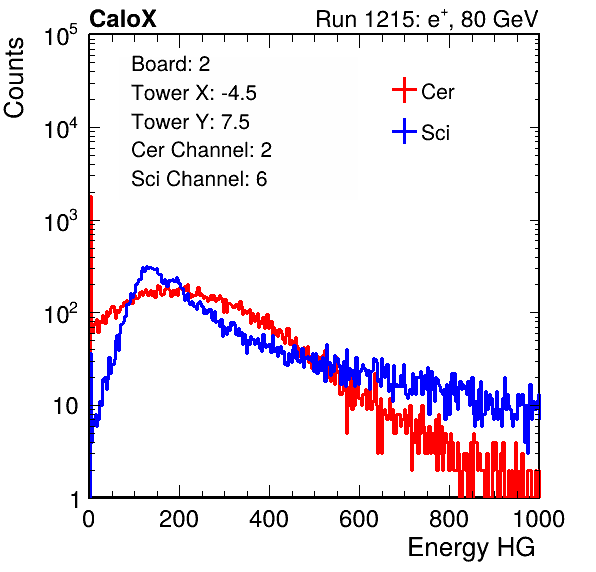 CaloX Run 1215: e⁺, 80 GeV
Counts
10⁵
10⁴
10³
10²
10
1
Board: 2
Tower X: -4.5
Tower Y: 7.5
Cer Channel: 2
Sci Channel: 6
Cer
Sci
0 200 400 600 800 1000
Energy HG